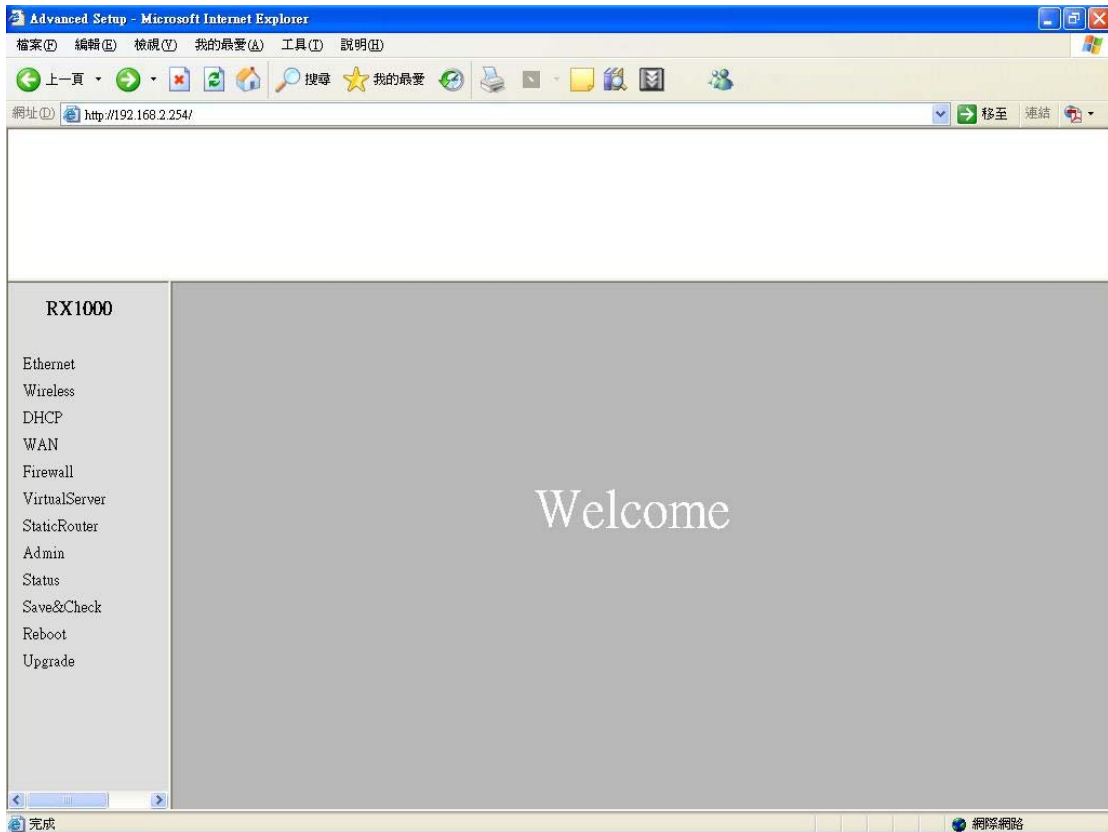 Advanced Setup - Microsoft Internet Explorer
檔案(F) 編輯(E) 檢視(V) 我的最愛(A) 工具(T) 說明(H)
上一頁 搜尋 我的最愛
網址(D) http://192.168.2.254/ 移至 連結
RX1000
Ethernet
Wireless
DHCP
WAN
Firewall
VirtualServer
StaticRouter
Admin
Status
Save&Check
Reboot
Upgrade
Welcome
完成 網際網路